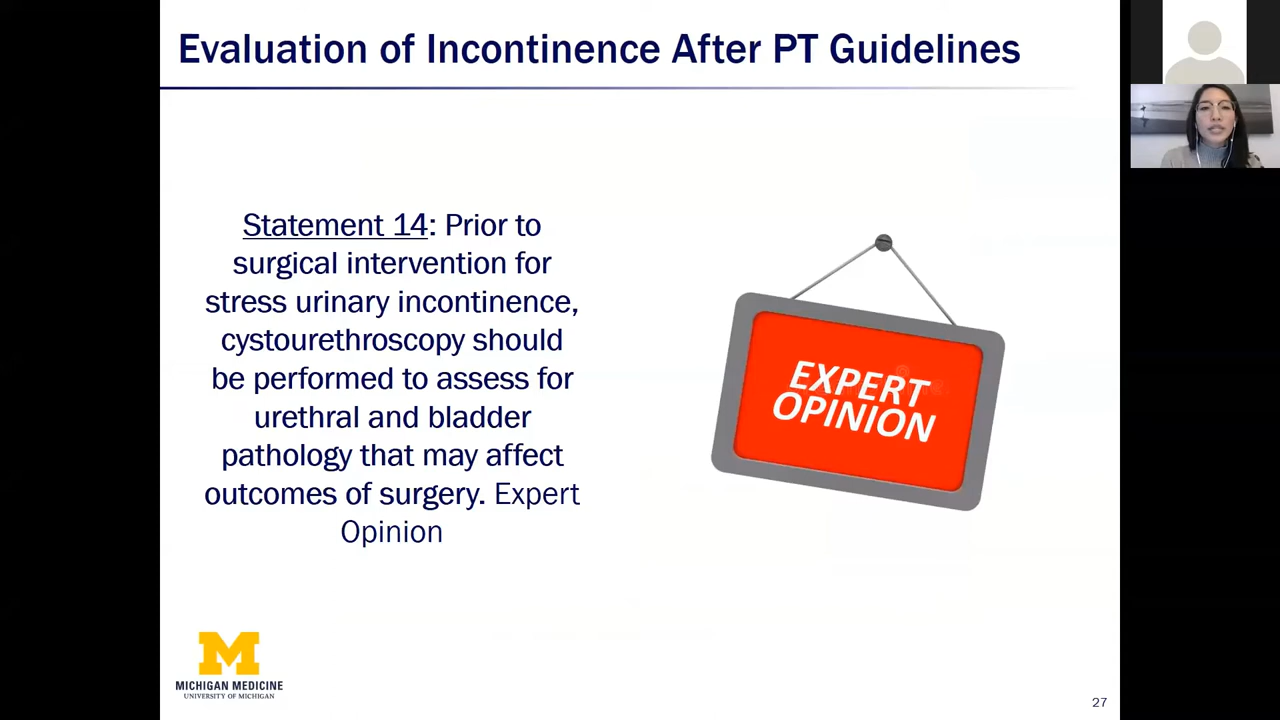 Evaluation of Incontinence After PT Guidelines
Statement 14: Prior to
surgical intervention for
stress urinary incontinence,
cystourethroscopy should
be performed to assess for
urethral and bladder
pathology that may affect
outcomes of surgery. Expert
Opinion
EXPERT
OPINION
M
MICHIGAN MEDICINE
UNIVERSITY OF MICHIGAN
27